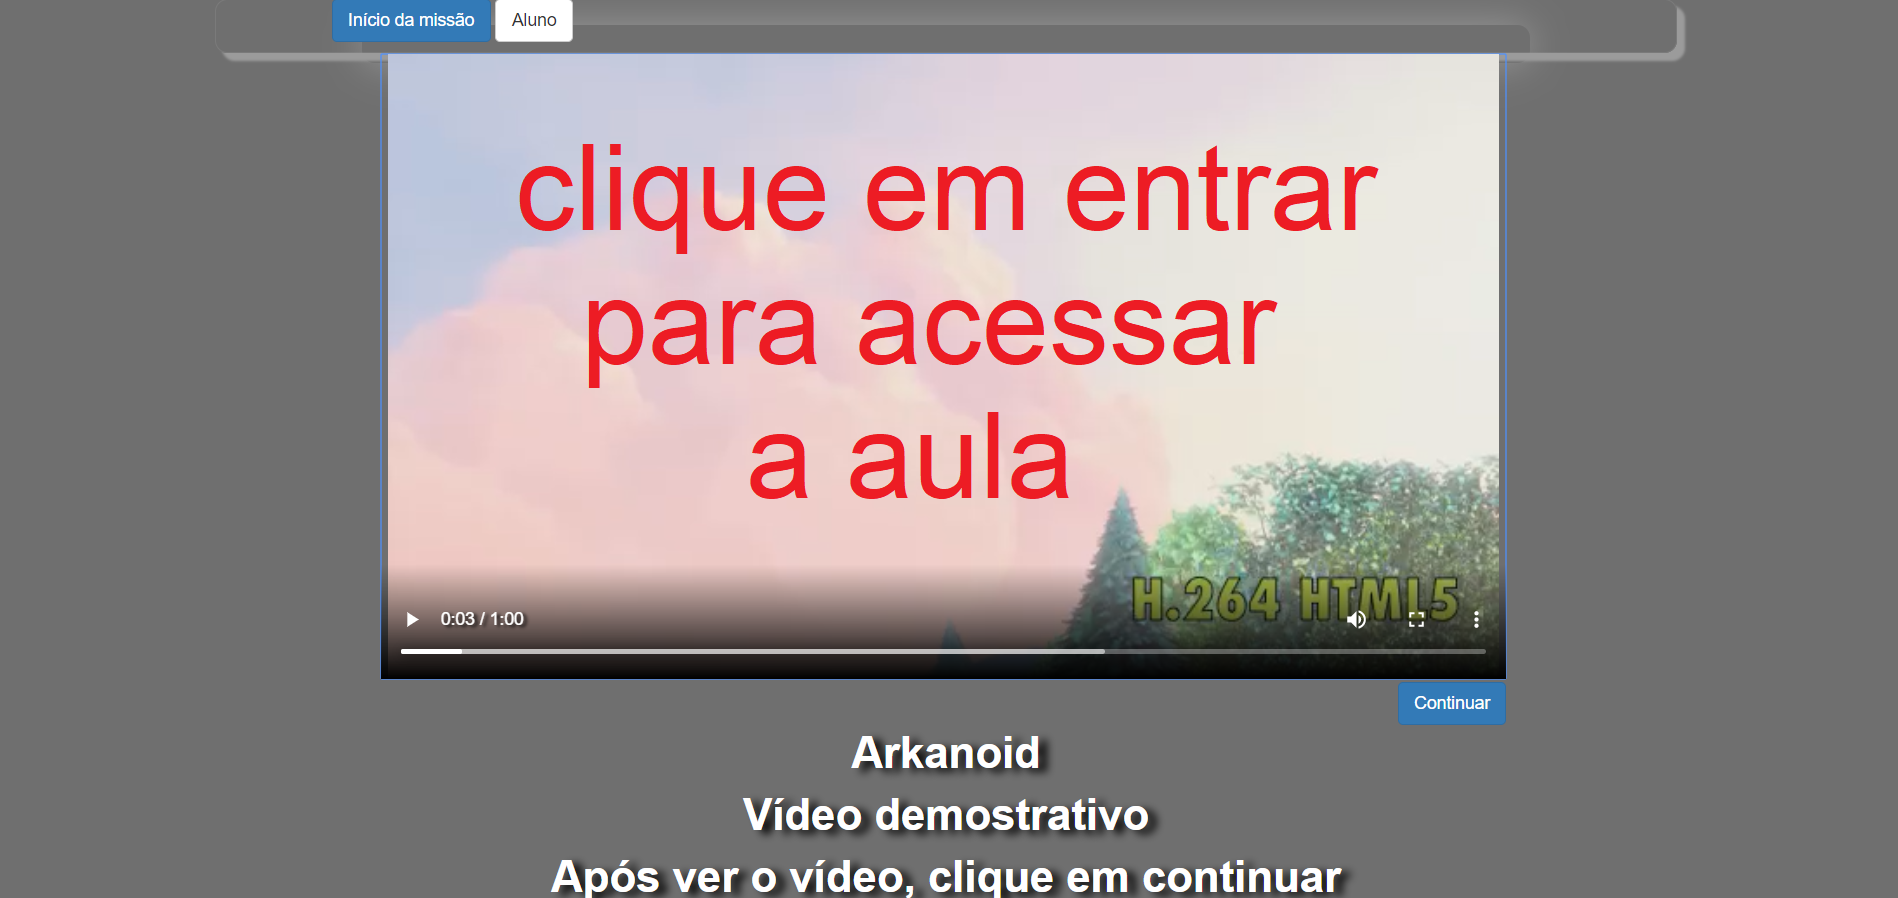 Início da missão Aluno
clique em entrar
para acessar
a aula
H.264 HTML5
0:03 / 1:00
Continuar
Arkanoid
Vídeo demostrativo
Após ver o vídeo, clique em continuar